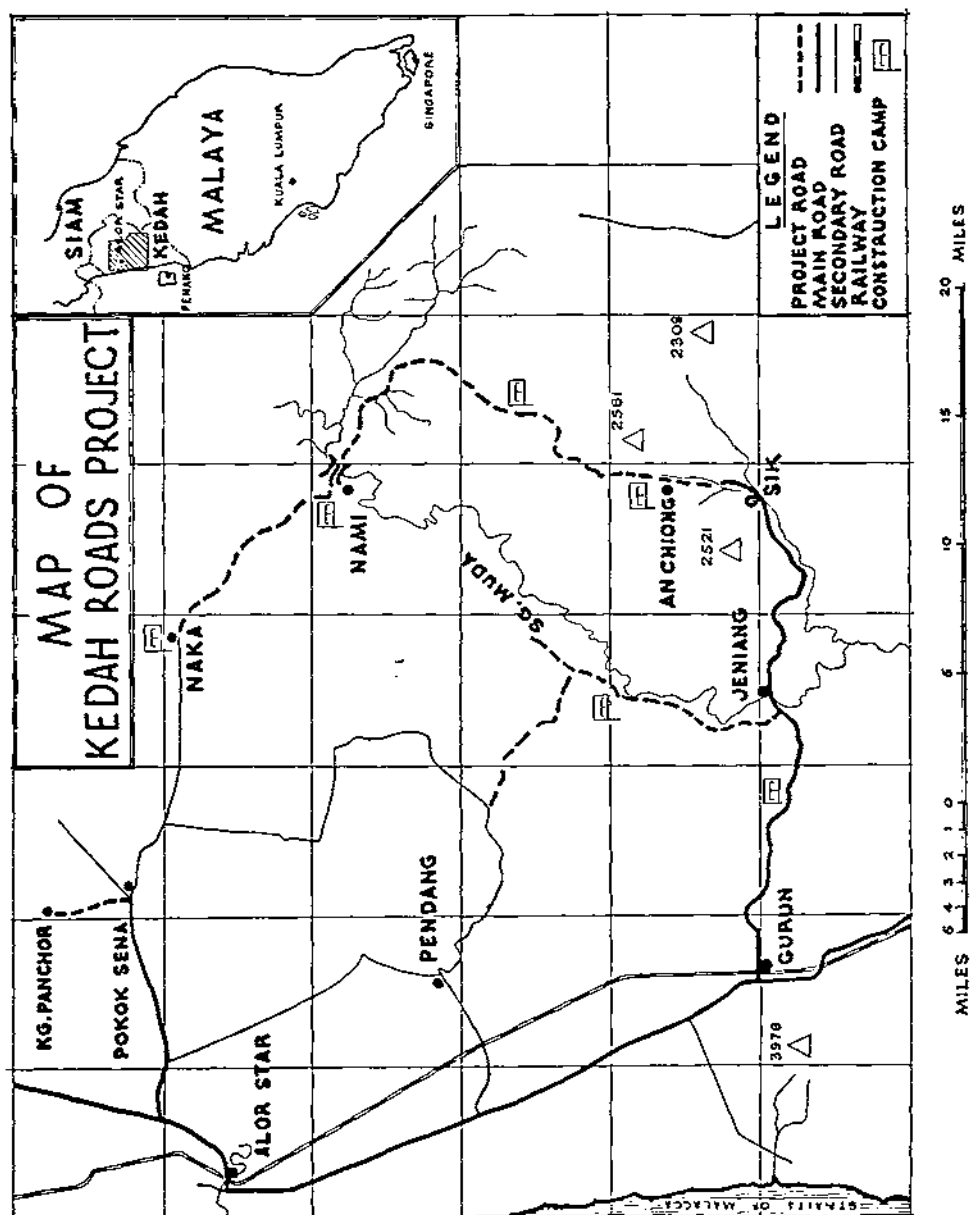 MAP OF
KEDAH ROADS PROJECT
SIAM
ALOR STAR
KEDAH
PENANG
MALAYA
KUALA LUMPUR
SINGAPORE
KG. PANCHOR
POKOK SENA
ALOR STAR
NAKA
NAMI
PENDANG
SG. MUDA
ANCHIONG
SIK
JENIANG
GURUN
2581
2309
2521
3978
STRAITS OF MALACCA
LEGEND
PROJECT ROAD
MAIN ROAD
SECONDARY ROAD
RAILWAY
CONSTRUCTION CAMP
MILES 5 4 3 2 1 0 5 10 15 20 MILES